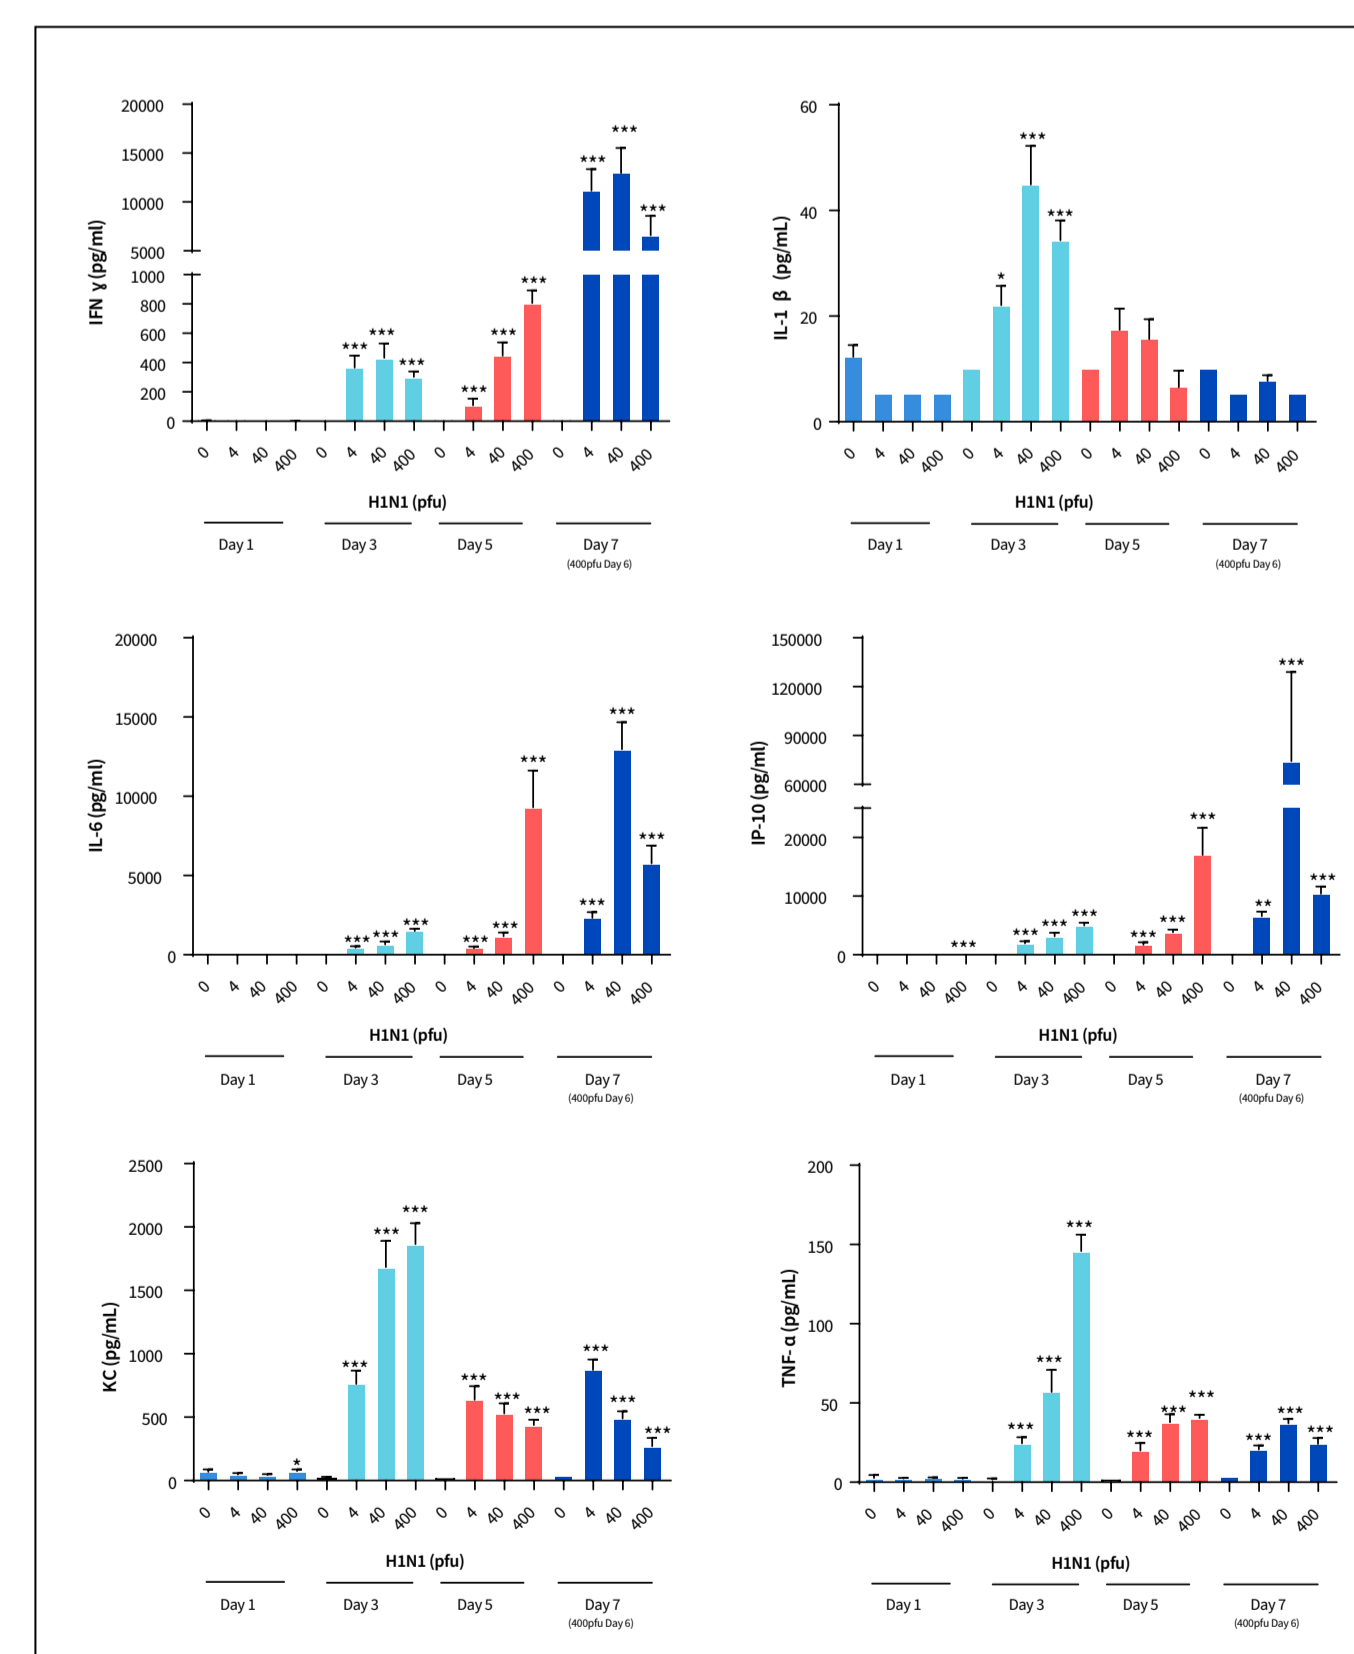 IFN γ (pg/ml)
20000
15000
10000
5000
1000
800
600
400
200
0
*** *** *** *** *** *** *** *** ***
0 4 40 400 0 4 40 400 0 4 40 400 0 4 40 400
H1N1 (pfu)
Day 1 Day 3 Day 5 Day 7
(400pfu Day 6)
IL-1 β (pg/mL)
60
40
20
0
* *** ***
0 4 40 400 0 4 40 400 0 4 40 400 0 4 40 400
H1N1 (pfu)
Day 1 Day 3 Day 5 Day 7
(400pfu Day 6)
IL-6 (pg/ml)
20000
15000
10000
5000
0
*** *** *** *** *** *** *** *** ***
0 4 40 400 0 4 40 400 0 4 40 400 0 4 40 400
H1N1 (pfu)
Day 1 Day 3 Day 5 Day 7
(400pfu Day 6)
IP-10 (pg/ml)
150000
120000
90000
60000
20000
10000
0
*** *** *** *** *** *** *** ** *** ***
0 4 40 400 0 4 40 400 0 4 40 400 0 4 40 400
H1N1 (pfu)
Day 1 Day 3 Day 5 Day 7
(400pfu Day 6)
KC (pg/mL)
2500
2000
1500
1000
500
0
* *** *** *** *** *** *** *** *** ***
0 4 40 400 0 4 40 400 0 4 40 400 0 4 40 400
H1N1 (pfu)
Day 1 Day 3 Day 5 Day 7
(400pfu Day 6)
TNF- α (pg/mL)
200
150
100
50
0
*** *** *** *** *** *** *** *** ***
0 4 40 400 0 4 40 400 0 4 40 400 0 4 40 400
H1N1 (pfu)
Day 1 Day 3 Day 5 Day 7
(400pfu Day 6)